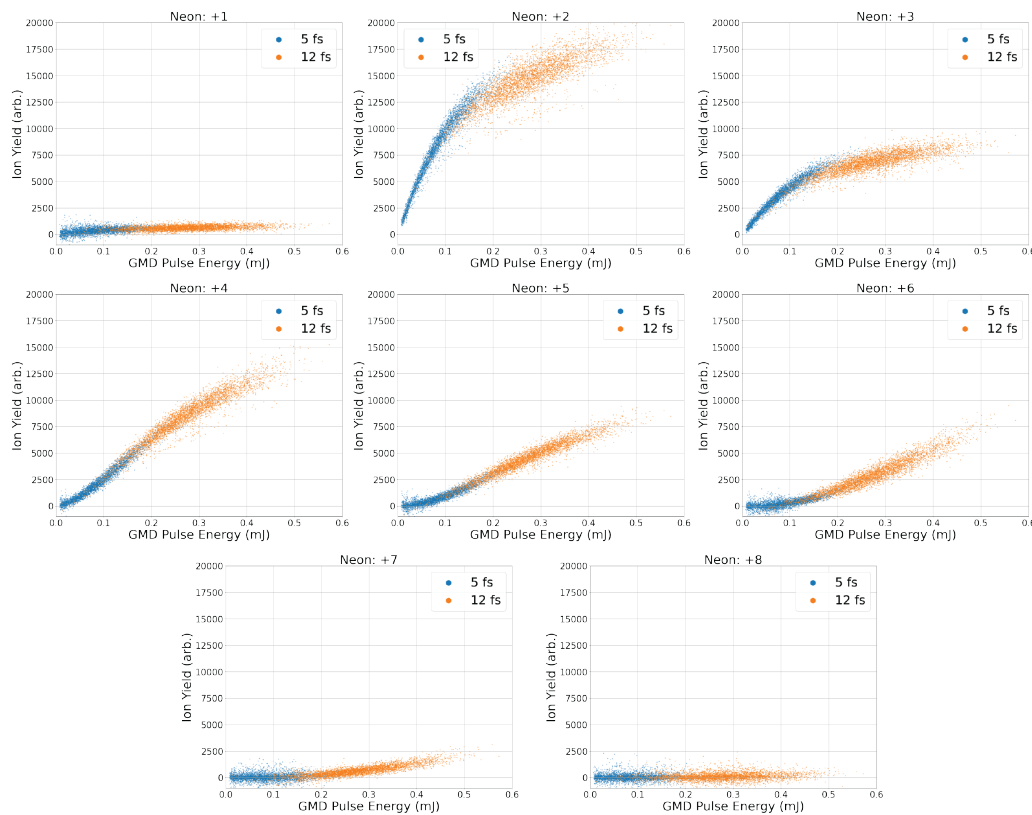 Neon: +1
20000
17500
15000
12500
10000
7500
5000
2500
0
Ion Yield (arb.)
5 fs
12 fs
0.0 0.1 0.2 0.3 0.4 0.5 0.6
GMD Pulse Energy (mJ)
Neon: +2
20000
17500
15000
12500
10000
7500
5000
2500
0
Ion Yield (arb.)
5 fs
12 fs
0.0 0.1 0.2 0.3 0.4 0.5 0.6
GMD Pulse Energy (mJ)
Neon: +3
20000
17500
15000
12500
10000
7500
5000
2500
0
Ion Yield (arb.)
5 fs
12 fs
0.0 0.1 0.2 0.3 0.4 0.5 0.6
GMD Pulse Energy (mJ)
Neon: +4
20000
17500
15000
12500
10000
7500
5000
2500
0
Ion Yield (arb.)
5 fs
12 fs
0.0 0.1 0.2 0.3 0.4 0.5 0.6
GMD Pulse Energy (mJ)
Neon: +5
20000
17500
15000
12500
10000
7500
5000
2500
0
Ion Yield (arb.)
5 fs
12 fs
0.0 0.1 0.2 0.3 0.4 0.5 0.6
GMD Pulse Energy (mJ)
Neon: +6
20000
17500
15000
12500
10000
7500
5000
2500
0
Ion Yield (arb.)
5 fs
12 fs
0.0 0.1 0.2 0.3 0.4 0.5 0.6
GMD Pulse Energy (mJ)
Neon: +7
20000
17500
15000
12500
10000
7500
5000
2500
0
Ion Yield (arb.)
5 fs
12 fs
0.0 0.1 0.2 0.3 0.4 0.5 0.6
GMD Pulse Energy (mJ)
Neon: +8
20000
17500
15000
12500
10000
7500
5000
2500
0
Ion Yield (arb.)
5 fs
12 fs
0.0 0.1 0.2 0.3 0.4 0.5 0.6
GMD Pulse Energy (mJ)